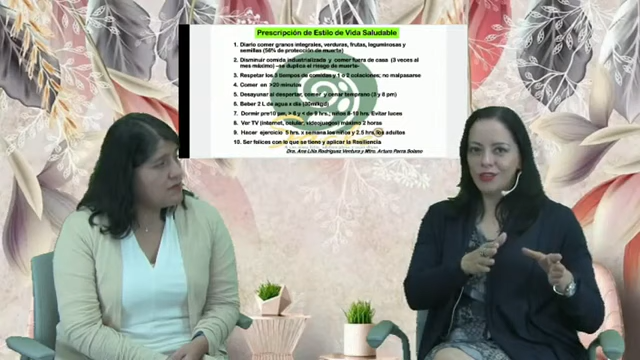 Prescripción de Estilo de Vida Saludable
1. Diario comer granos integrales, verduras, frutas, leguminosas y
semillas (56% de protección de muerte)
2. Disminuir comida industrializada y comer fuera de casa (3 veces al
mes máximo) –se duplica el riesgo de muerte-
3. Respetar los 3 tiempos de comidas y 1 o 2 colaciones; no malpasarse
4. Comer en >20 minutos
5. Desayunar al despertar, comer y cenar temprano (3 y 8 pm)
6. Beber 2 L de agua x día
7. Dormir pre10 pm, > 6 y < de 9 hrs.; niños 8-10 hrs. Evitar luces
8. Ver TV (internet, celular, videojuegos) máximo 2 horas
9. Hacer ejercicio 5 hrs. x semana los niños y 2.5 hrs. los adultos
10. Ser felices con lo que se tiene y aplicar la Resiliencia
Dra. Ana Lilia Rodríguez Ventura y Mtro. Arturo Parra Solano